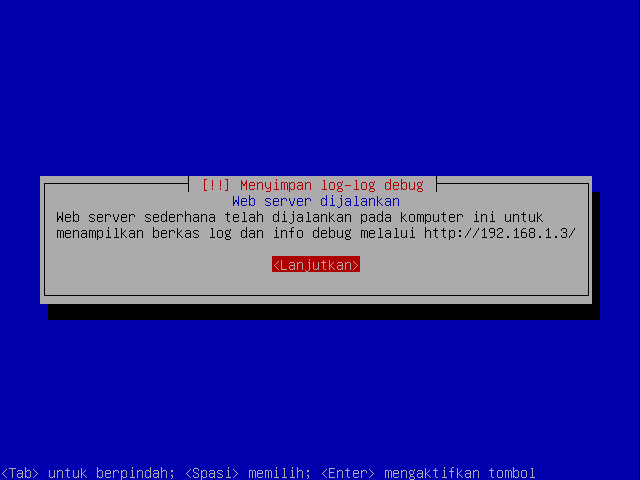 [!!] Menyimpan log-log debug
Web server dijalankan
Web server sederhana telah dijalankan pada komputer ini untuk
menampilkan berkas log dan info debug melalui http://192.168.1.3/
<Lanjutkan>
<Tab> untuk berpindah; <Spasi> memilih; <Enter> mengaktifkan tombol